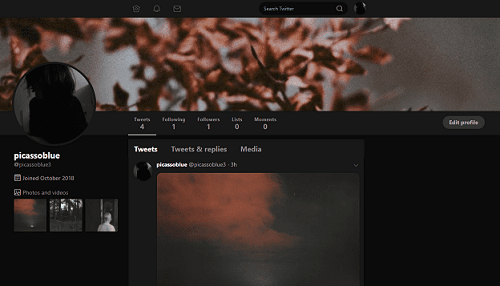 Search Twitter
Tweets Following Followers Lists Moments
4 1 1 0 0
Edit profile
picassoblue
@picassoblue3
Joined October 2018
Photos and videos
Tweets Tweets & replies Media
picassoblue @picassoblue3 · 3h